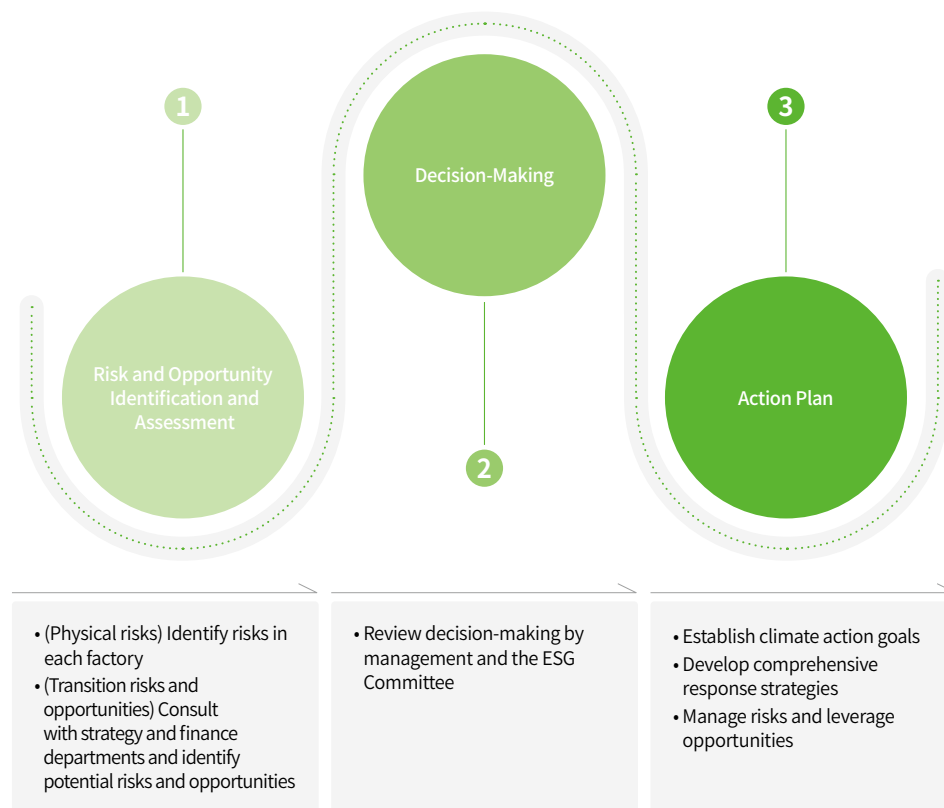 1
Risk and Opportunity
Identification and
Assessment
Decision-Making
2
3
Action Plan
• (Physical risks) Identify risks in
each factory
• (Transition risks and
opportunities) Consult
with strategy and finance
departments and identify
potential risks and opportunities
• Review decision-making by
management and the ESG
Committee
• Establish climate action goals
• Develop comprehensive
response strategies
• Manage risks and leverage
opportunities